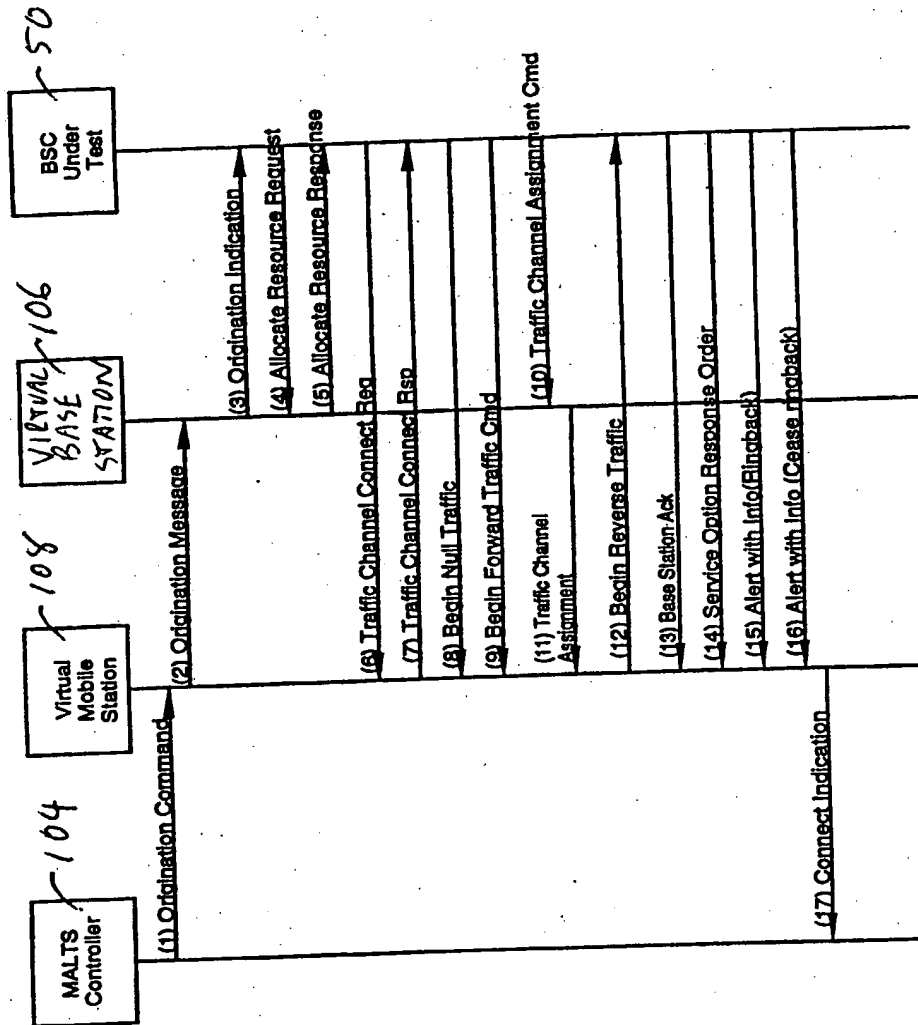 MALTS
Controller
104
Virtual
Mobile
Station
108
VIRTUAL
BASE
STATION
106
BSC
Under
Test
50
(1) Origination Command
(2) Origination Message
(3) Origination Indication
(4) Allocate Resource Request
(5) Allocate Resource Response
(6) Traffic Channel Connect Req
(7) Traffic Channel Connect Rsp
(8) Begin Null Traffic
(9) Begin Forward Traffic Cmd
(10) Traffic Channel Assignment Cmd
(11) Traffic Channel
Assignment
(12) Begin Reverse Traffic
(13) Base Station Ack
(14) Service Option Response Order
(15) Alert with Info(Ringback)
(16) Alert with Info (Cease ringback)
(17) Connect Indication